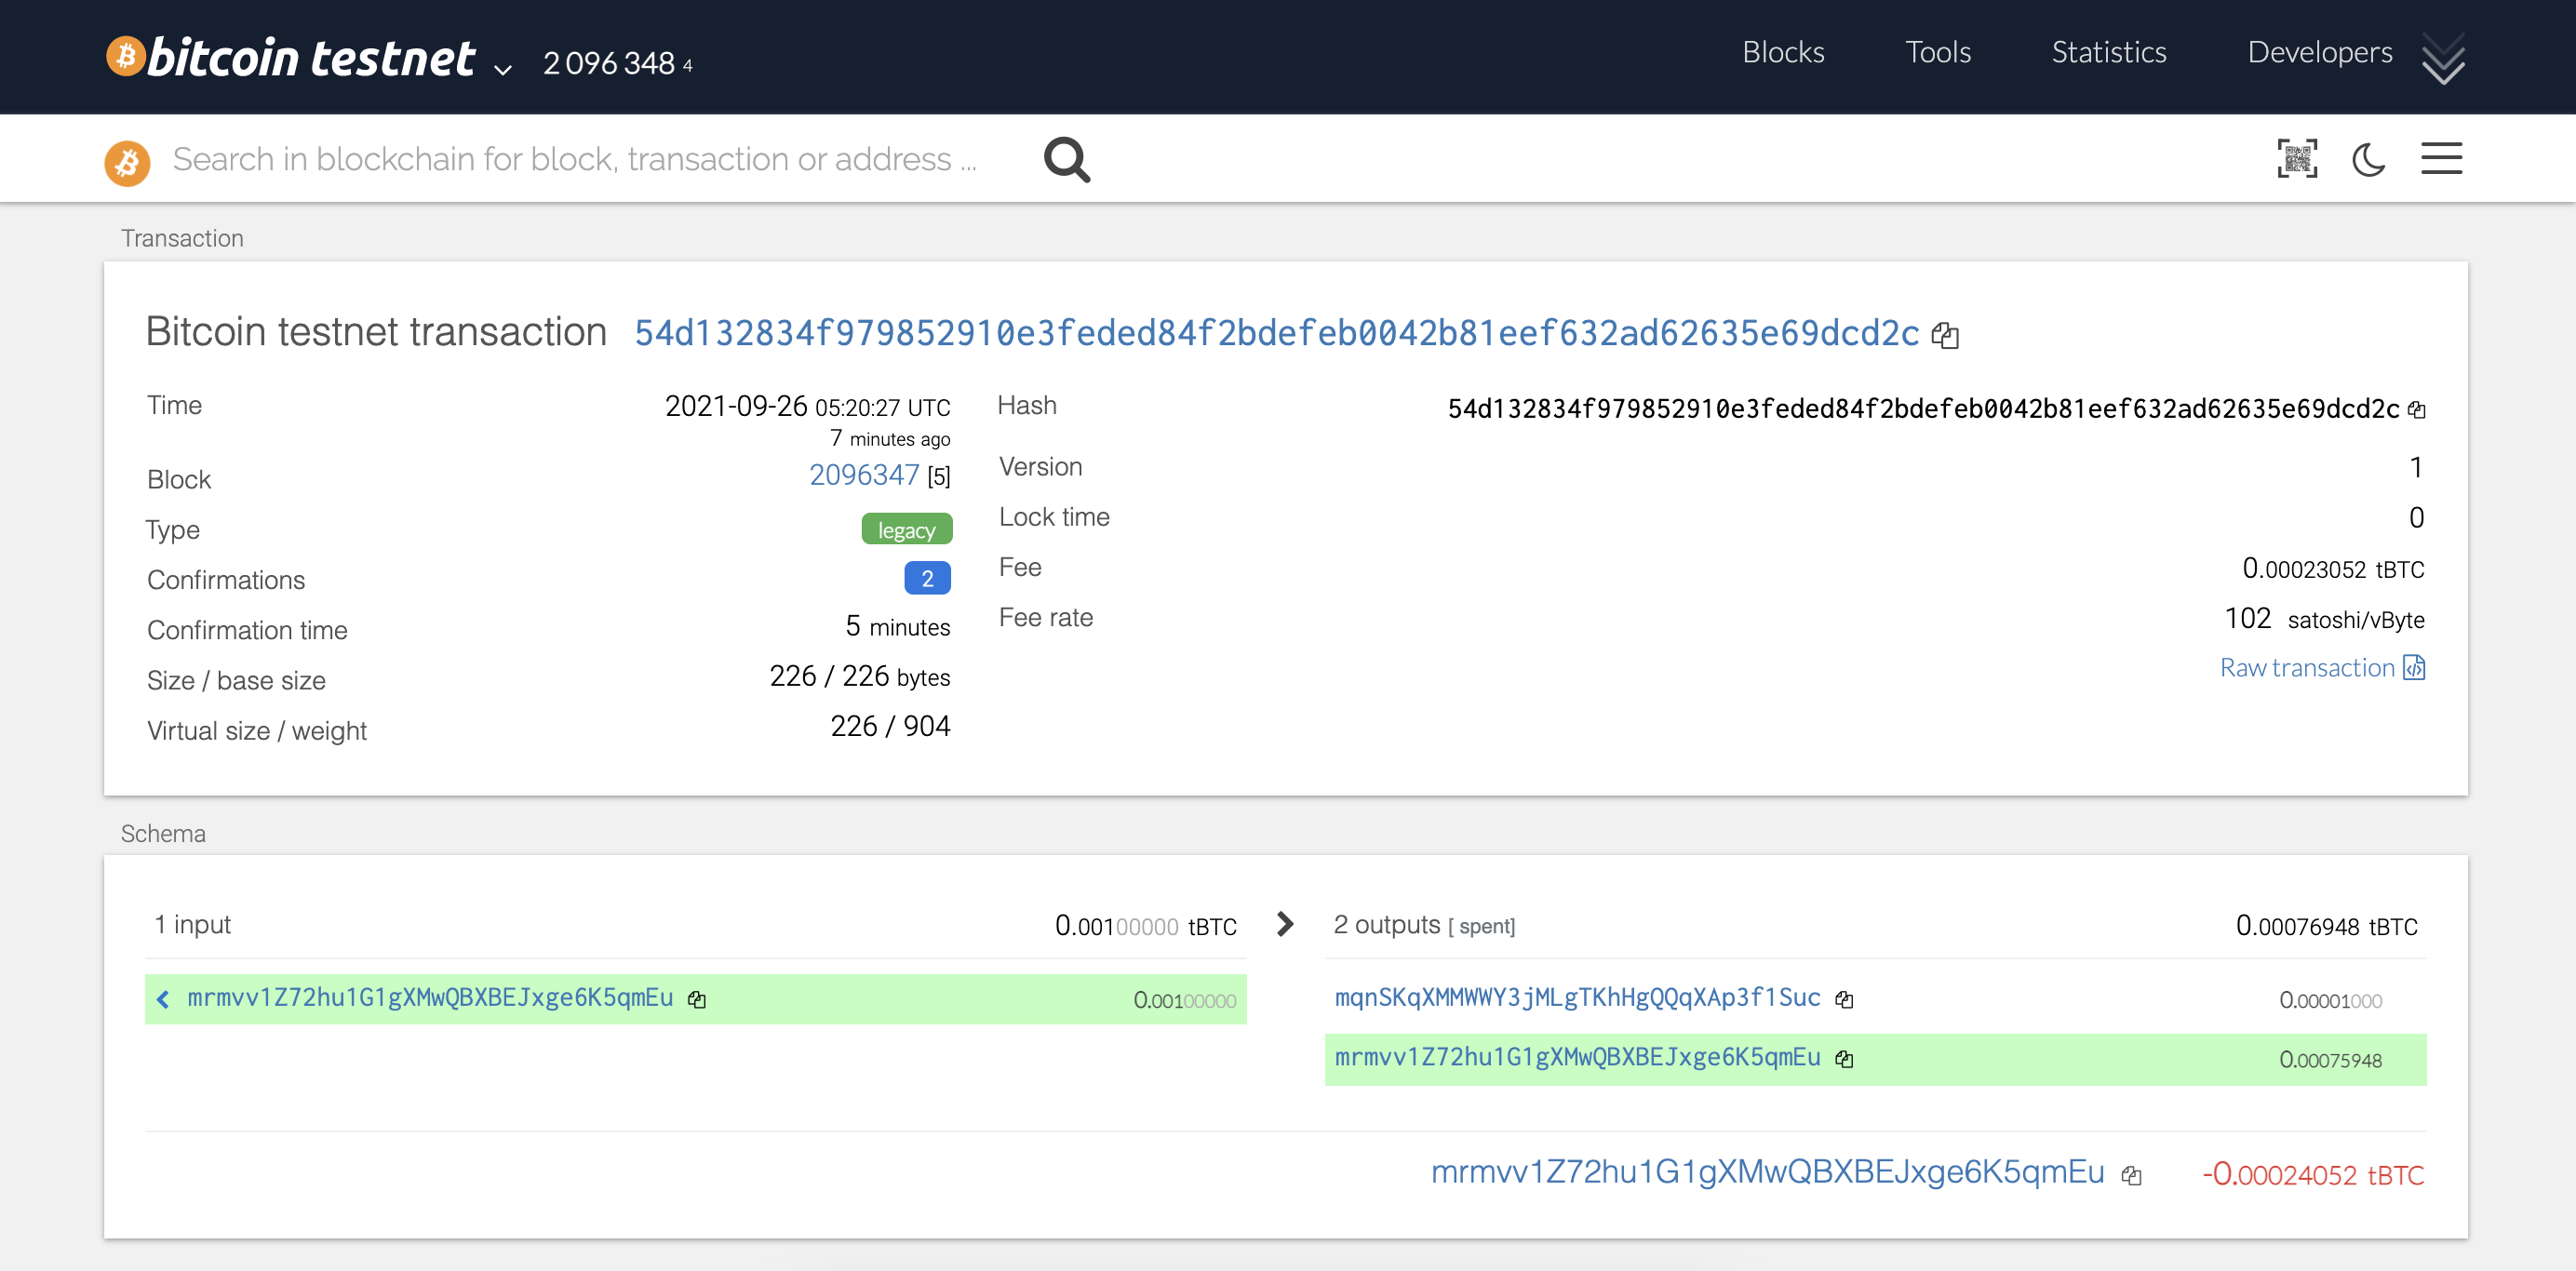 bitcoin testnet 2 096 348 4 Blocks Tools Statistics Developers
Search in blockchain for block, transaction or address ...
Transaction
Bitcoin testnet transaction 54d132834f979852910e3feded84f2bdefeb0042b81eef632ad62635e69dcd2c
Time 2021-09-26 05:20:27 UTC
7 minutes ago
Block 2096347 [5]
Type legacy
Confirmations 2
Confirmation time 5 minutes
Size / base size 226 / 226 bytes
Virtual size / weight 226 / 904
Hash 54d132834f979852910e3feded84f2bdefeb0042b81eef632ad62635e69dcd2c
Version 1
Lock time 0
Fee 0.00023052 tBTC
Fee rate 102 satoshi/vByte
Raw transaction
Schema
1 input 0.00100000 tBTC
mrmvv1Z72hu1G1gXMwQBXBEJxge6K5qmEu 0.00100000
2 outputs [ spent] 0.00076948 tBTC
mqnSKqXMMWWY3jMLgTKhHgQQqXAp3f1Suc 0.00001000
mrmvv1Z72hu1G1gXMwQBXBEJxge6K5qmEu 0.00075948
mrmvv1Z72hu1G1gXMwQBXBEJxge6K5qmEu -0.00024052 tBTC